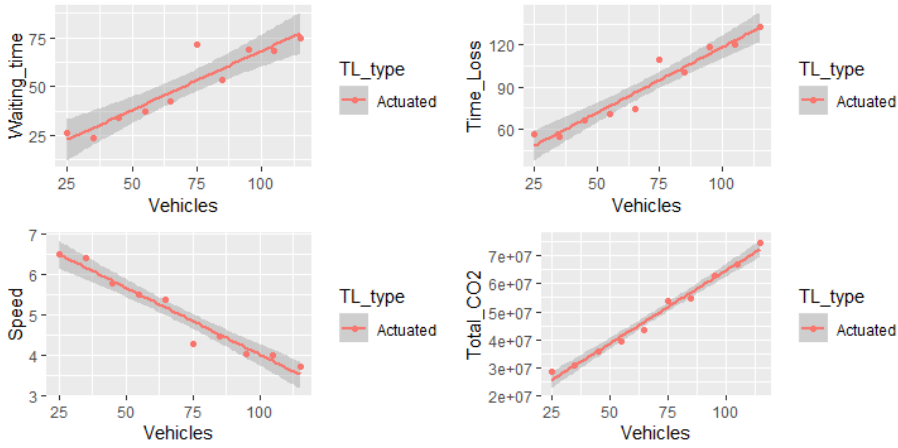 75
50
25
Waiting_time
25
50
75
100
Vehicles
TL_type
Actuated
120
90
60
Time_Loss
25
50
75
100
Vehicles
TL_type
Actuated
7
6
5
4
3
Speed
25
50
75
100
Vehicles
TL_type
Actuated
7e+07
6e+07
5e+07
4e+07
3e+07
2e+07
Total_CO2
25
50
75
100
Vehicles
TL_type
Actuated